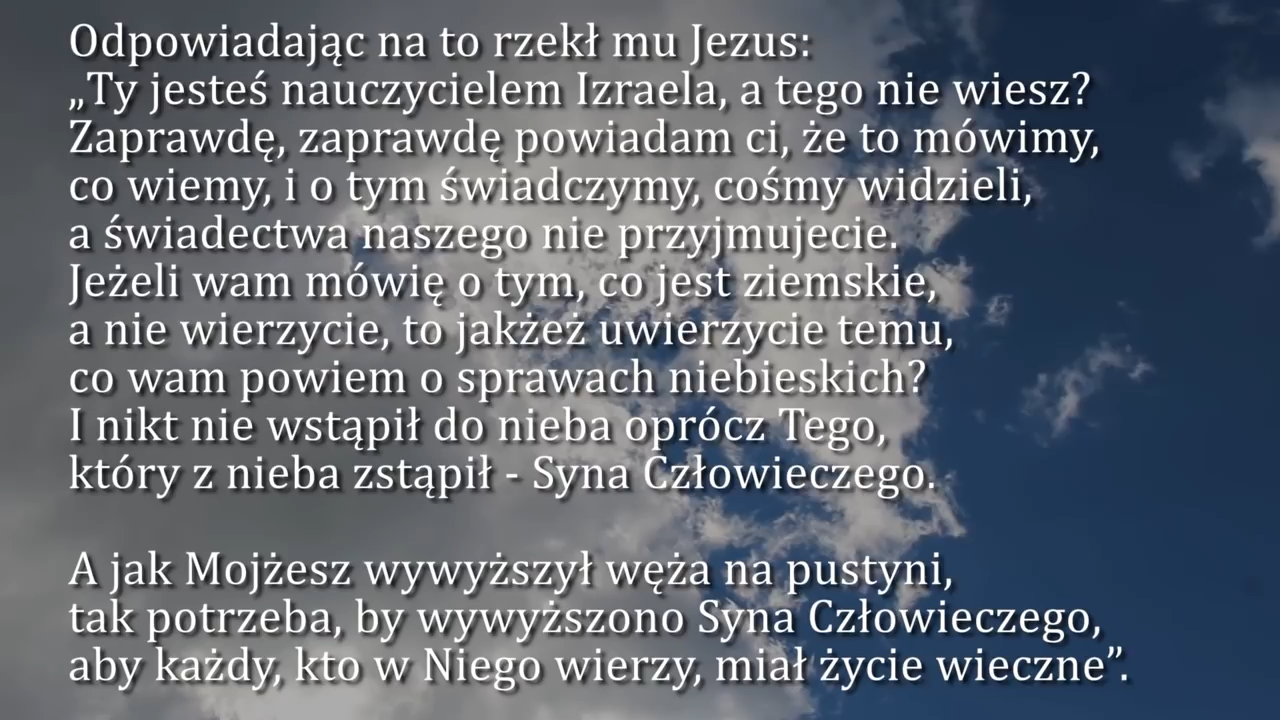 Odpowiadając na to rzekł mu Jezus:
„Ty jesteś nauczycielem Izraela, a tego nie wiesz?
Zaprawdę, zaprawdę powiadam ci, że to mówimy,
co wiemy, i o tym świadczymy, cośmy widzieli,
a świadectwa naszego nie przyjmujecie.
Jeżeli wam mówię o tym, co jest ziemskie,
a nie wierzycie, to jakżeż uwierzycie temu,
co wam powiem o sprawach niebieskich?
I nikt nie wstąpił do nieba oprócz Tego,
który z nieba zstąpił - Syna Człowieczego.

A jak Mojżesz wywyższył węża na pustyni,
tak potrzeba, by wywyższono Syna Człowieczego,
aby każdy, kto w Niego wierzy, miał życie wieczne”.